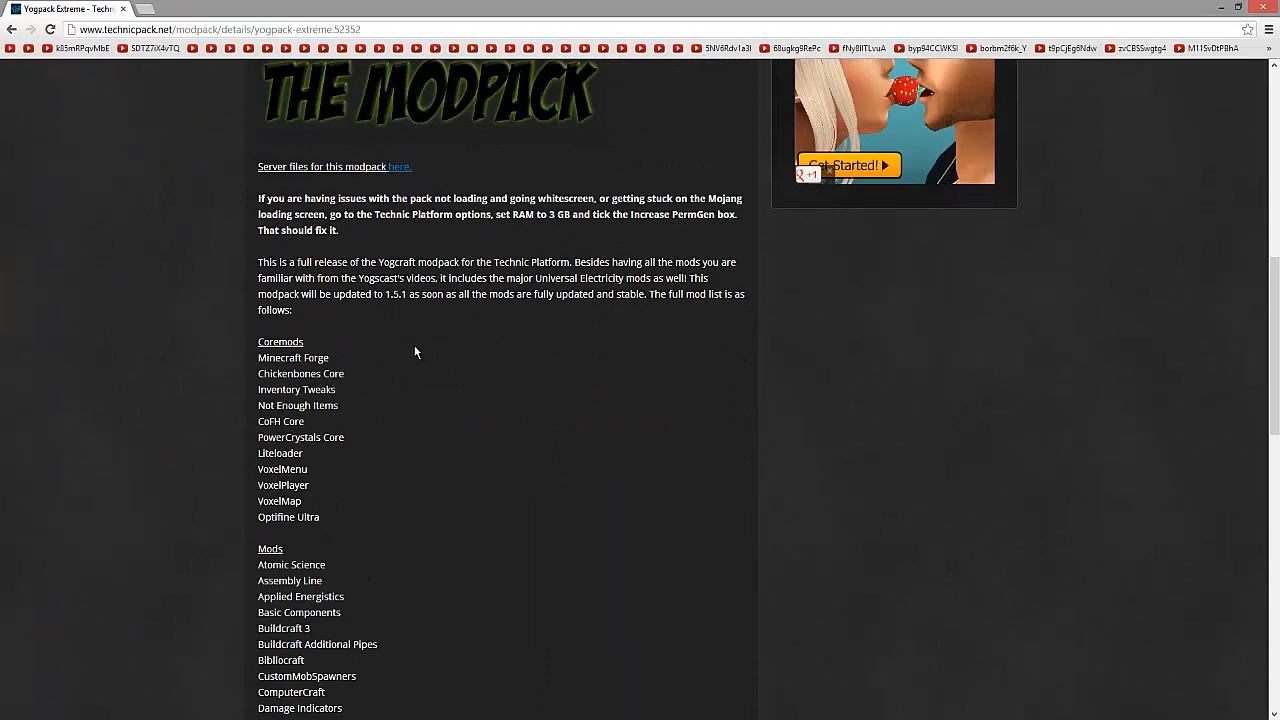 Yogpack Extreme - Techn
www.technicpack.net/modpack/details/yogpack-extreme.52352
k85mRPqvMbE SDTZ7iX4vTQ 5NV6Rdv1a3I 68ugkg9RePc fNy8IITLvuA byp94CCWKSI borbm2f6k_Y t9pCjEg6Ndw zvCBSSwgtg4 M11SvDtPBhA »
THE MODPACK
Server files for this modpack here.
Get Started!
+1
If you are having issues with the pack not loading and going whitescreen, or getting stuck on the Mojang
loading screen, go to the Technic Platform options, set RAM to 3 GB and tick the Increase PermGen box.
That should fix it.
This is a full release of the Yogcraft modpack for the Technic Platform. Besides having all the mods you are
familiar with from the Yogscast's videos, it includes the major Universal Electricity mods as well! This
modpack will be updated to 1.5.1 as soon as all the mods are fully updated and stable. The full mod list is as
follows:
Coremods
Minecraft Forge
Chickenbones Core
Inventory Tweaks
Not Enough Items
CoFH Core
PowerCrystals Core
Liteloader
VoxelMenu
VoxelPlayer
VoxelMap
Optifine Ultra
Mods
Atomic Science
Assembly Line
Applied Energistics
Basic Components
Buildcraft 3
Buildcraft Additional Pipes
Bibliocraft
CustomMobSpawners
ComputerCraft
Damage Indicators